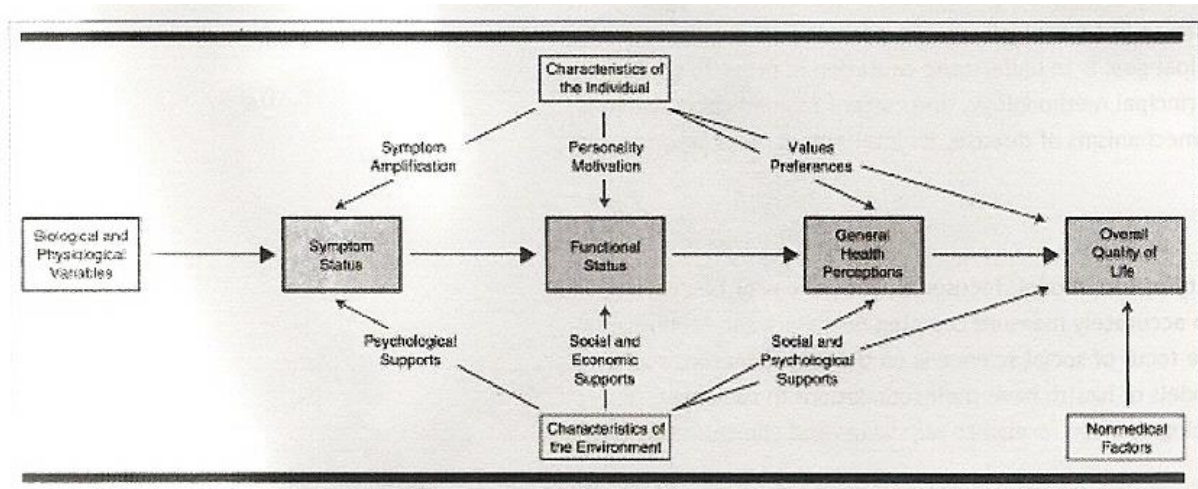 Characteristics of
the Individual
Symptom
Amplification
Personality
Motivation
Values
Preferences
Biological and
Physiological
Variables
Symptom
Status
Functional
Status
General
Health
Perceptions
Overall
Quality of
Life
Psychological
Supports
Social and
Economic
Supports
Social and
Psychological
Supports
Characteristics of
the Environment
Nonmedical
Factors